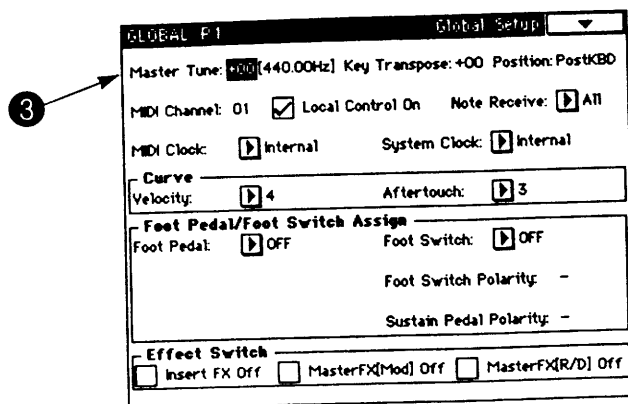 GLOBAL P1 Global Setup
Master Tune: +00 [440.00Hz] Key Transpose: +00 Position: PostKBD
3
MIDI Channel: 01 Local Control On Note Receive: All
MIDI Clock: Internal System Clock: Internal
Curve
Velocity: 4 Aftertouch: 3
Foot Pedal/Foot Switch Assign
Foot Pedal: OFF Foot Switch: OFF
Foot Switch Polarity: -
Sustain Pedal Polarity: -
Effect Switch
Insert FX Off MasterFX[Mod] Off MasterFX[R/D] Off